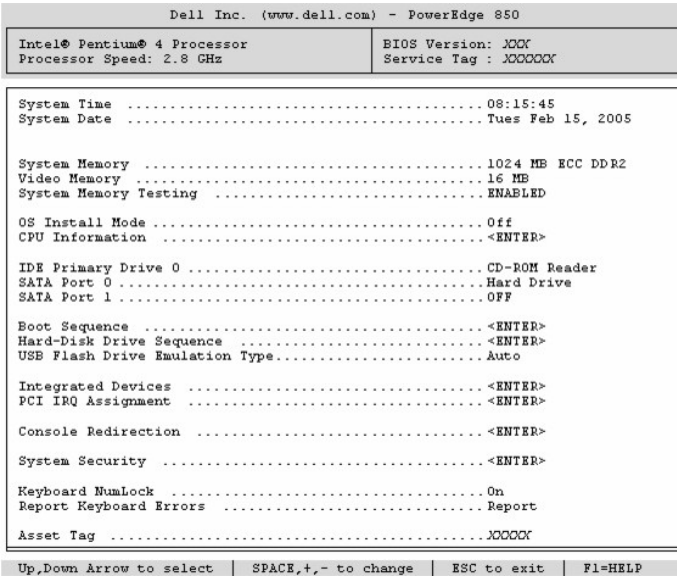 Dell Inc. (www.dell.com) - PowerEdge 850
Intel® Pentium® 4 Processor
Processor Speed: 2.8 GHz
BIOS Version: XXX
Service Tag : XXXXXX
System Time ................................................ 08:15:45
System Date ................................................ Tues Feb 15, 2005
System Memory .............................................. 1024 MB ECC DDR2
Video Memory ............................................... 16 MB
System Memory Testing ...................................... ENABLED
OS Install Mode ............................................ Off
CPU Information ............................................ <ENTER>
IDE Primary Drive 0 ........................................ CD-ROM Reader
SATA Port 0 ................................................ Hard Drive
SATA Port 1 ................................................ OFF
Boot Sequence .............................................. <ENTER>
Hard-Disk Drive Sequence ................................... <ENTER>
USB Flash Drive Emulation Type.............................. Auto
Integrated Devices ......................................... <ENTER>
PCI IRQ Assignment ......................................... <ENTER>
Console Redirection ........................................ <ENTER>
System Security ............................................ <ENTER>
Keyboard NumLock ........................................... On
Report Keyboard Errors ..................................... Report
Asset Tag .................................................. XXXXX
Up,Down Arrow to select | SPACE,+,- to change | ESC to exit | F1=HELP